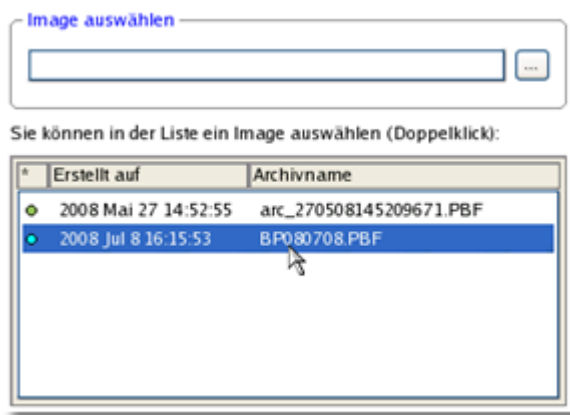 Image auswählen
...
Sie können in der Liste ein Image auswählen (Doppelklick):
* Erstellt auf Archivname
2008 Mai 27 14:52:55 arc_270508145209671.PBF
2008 Jul 8 16:15:53 BP080708.PBF